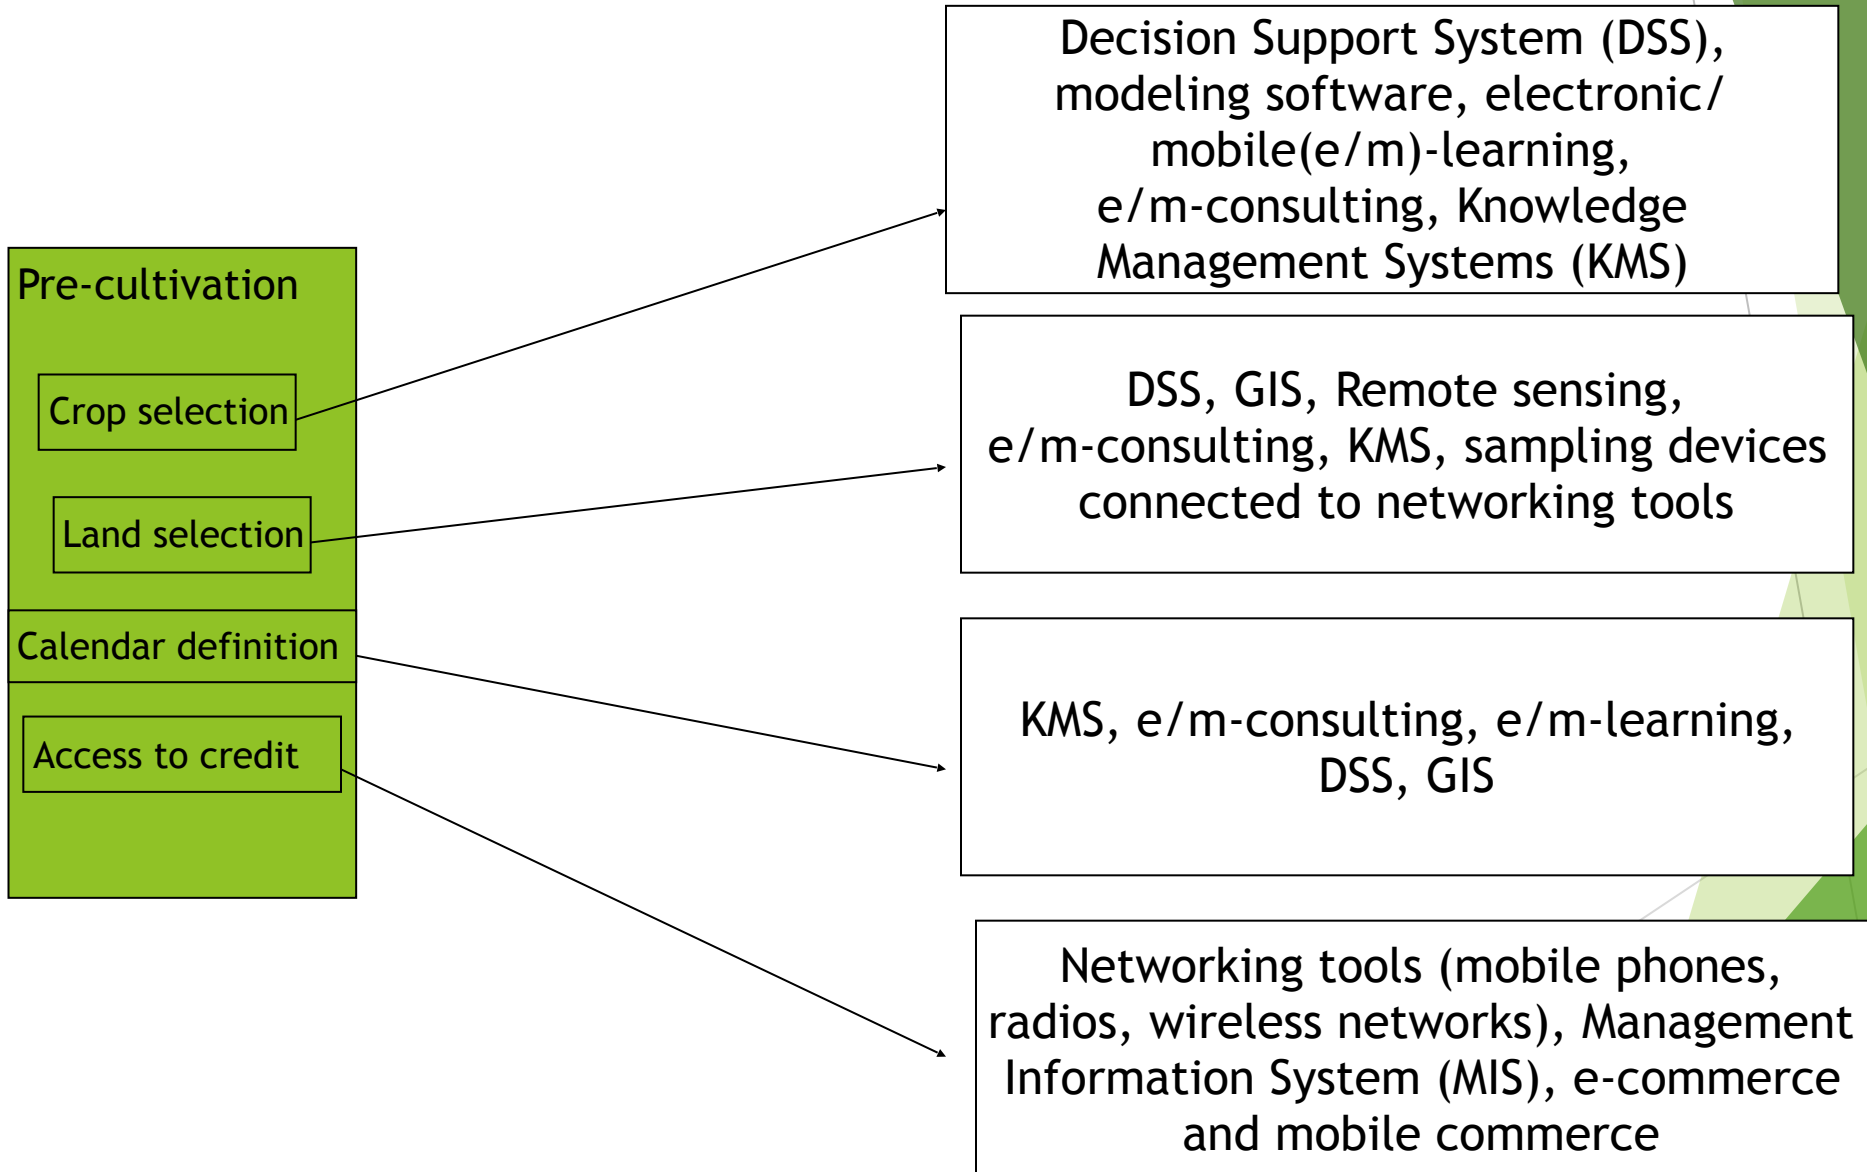 Pre-cultivation
Crop selection
Land selection
Calendar definition
Access to credit
Decision Support System (DSS),
modeling software, electronic/
mobile(e/m)-learning,
e/m-consulting, Knowledge
Management Systems (KMS)
DSS, GIS, Remote sensing,
e/m-consulting, KMS, sampling devices
connected to networking tools
KMS, e/m-consulting, e/m-learning,
DSS, GIS
Networking tools (mobile phones,
radios, wireless networks), Management
Information System (MIS), e-commerce
and mobile commerce